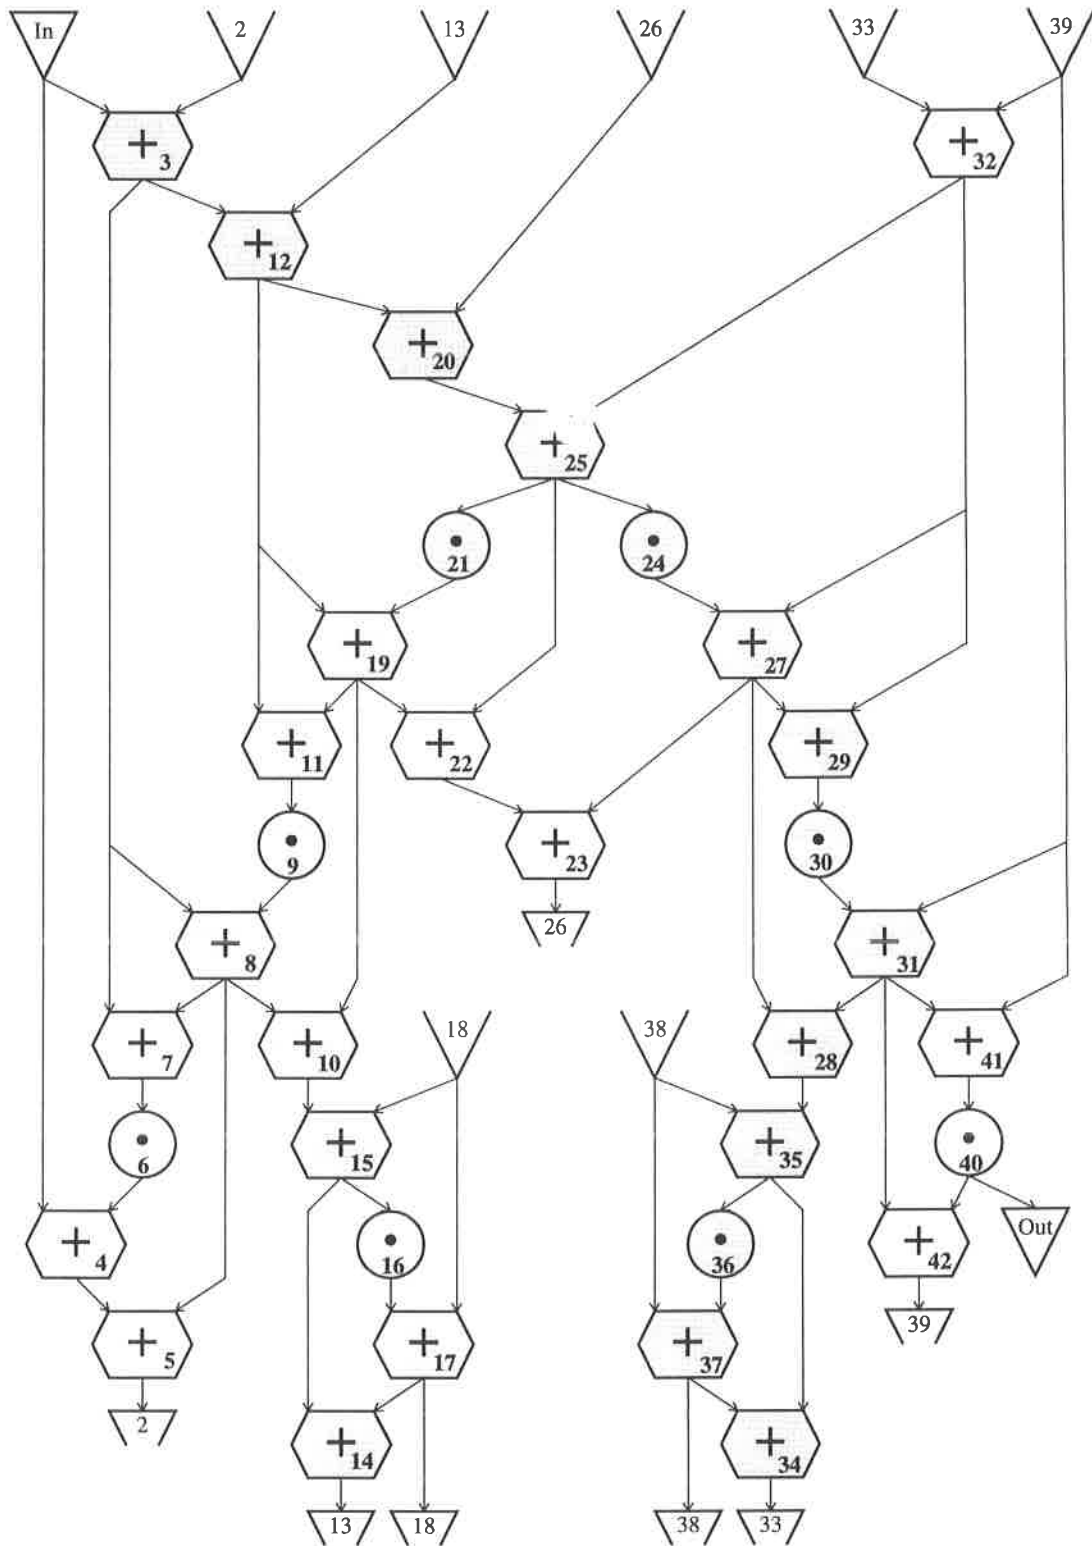 In 2 13 26 33 39
+ 3 + 32
+ 12
+ 20
+ 25
• 21 • 24
+ 19 + 27
+ 11 + 22 + 29
• 9 + 23 • 30
26
+ 8 + 31
+ 7 + 10 18 38 + 28 + 41
• 6 + 15 + 35 • 40
+ 4 • 16 • 36 + 42 Out
+ 5 + 17 + 37 39
2 + 14 + 34
13 18 38 33